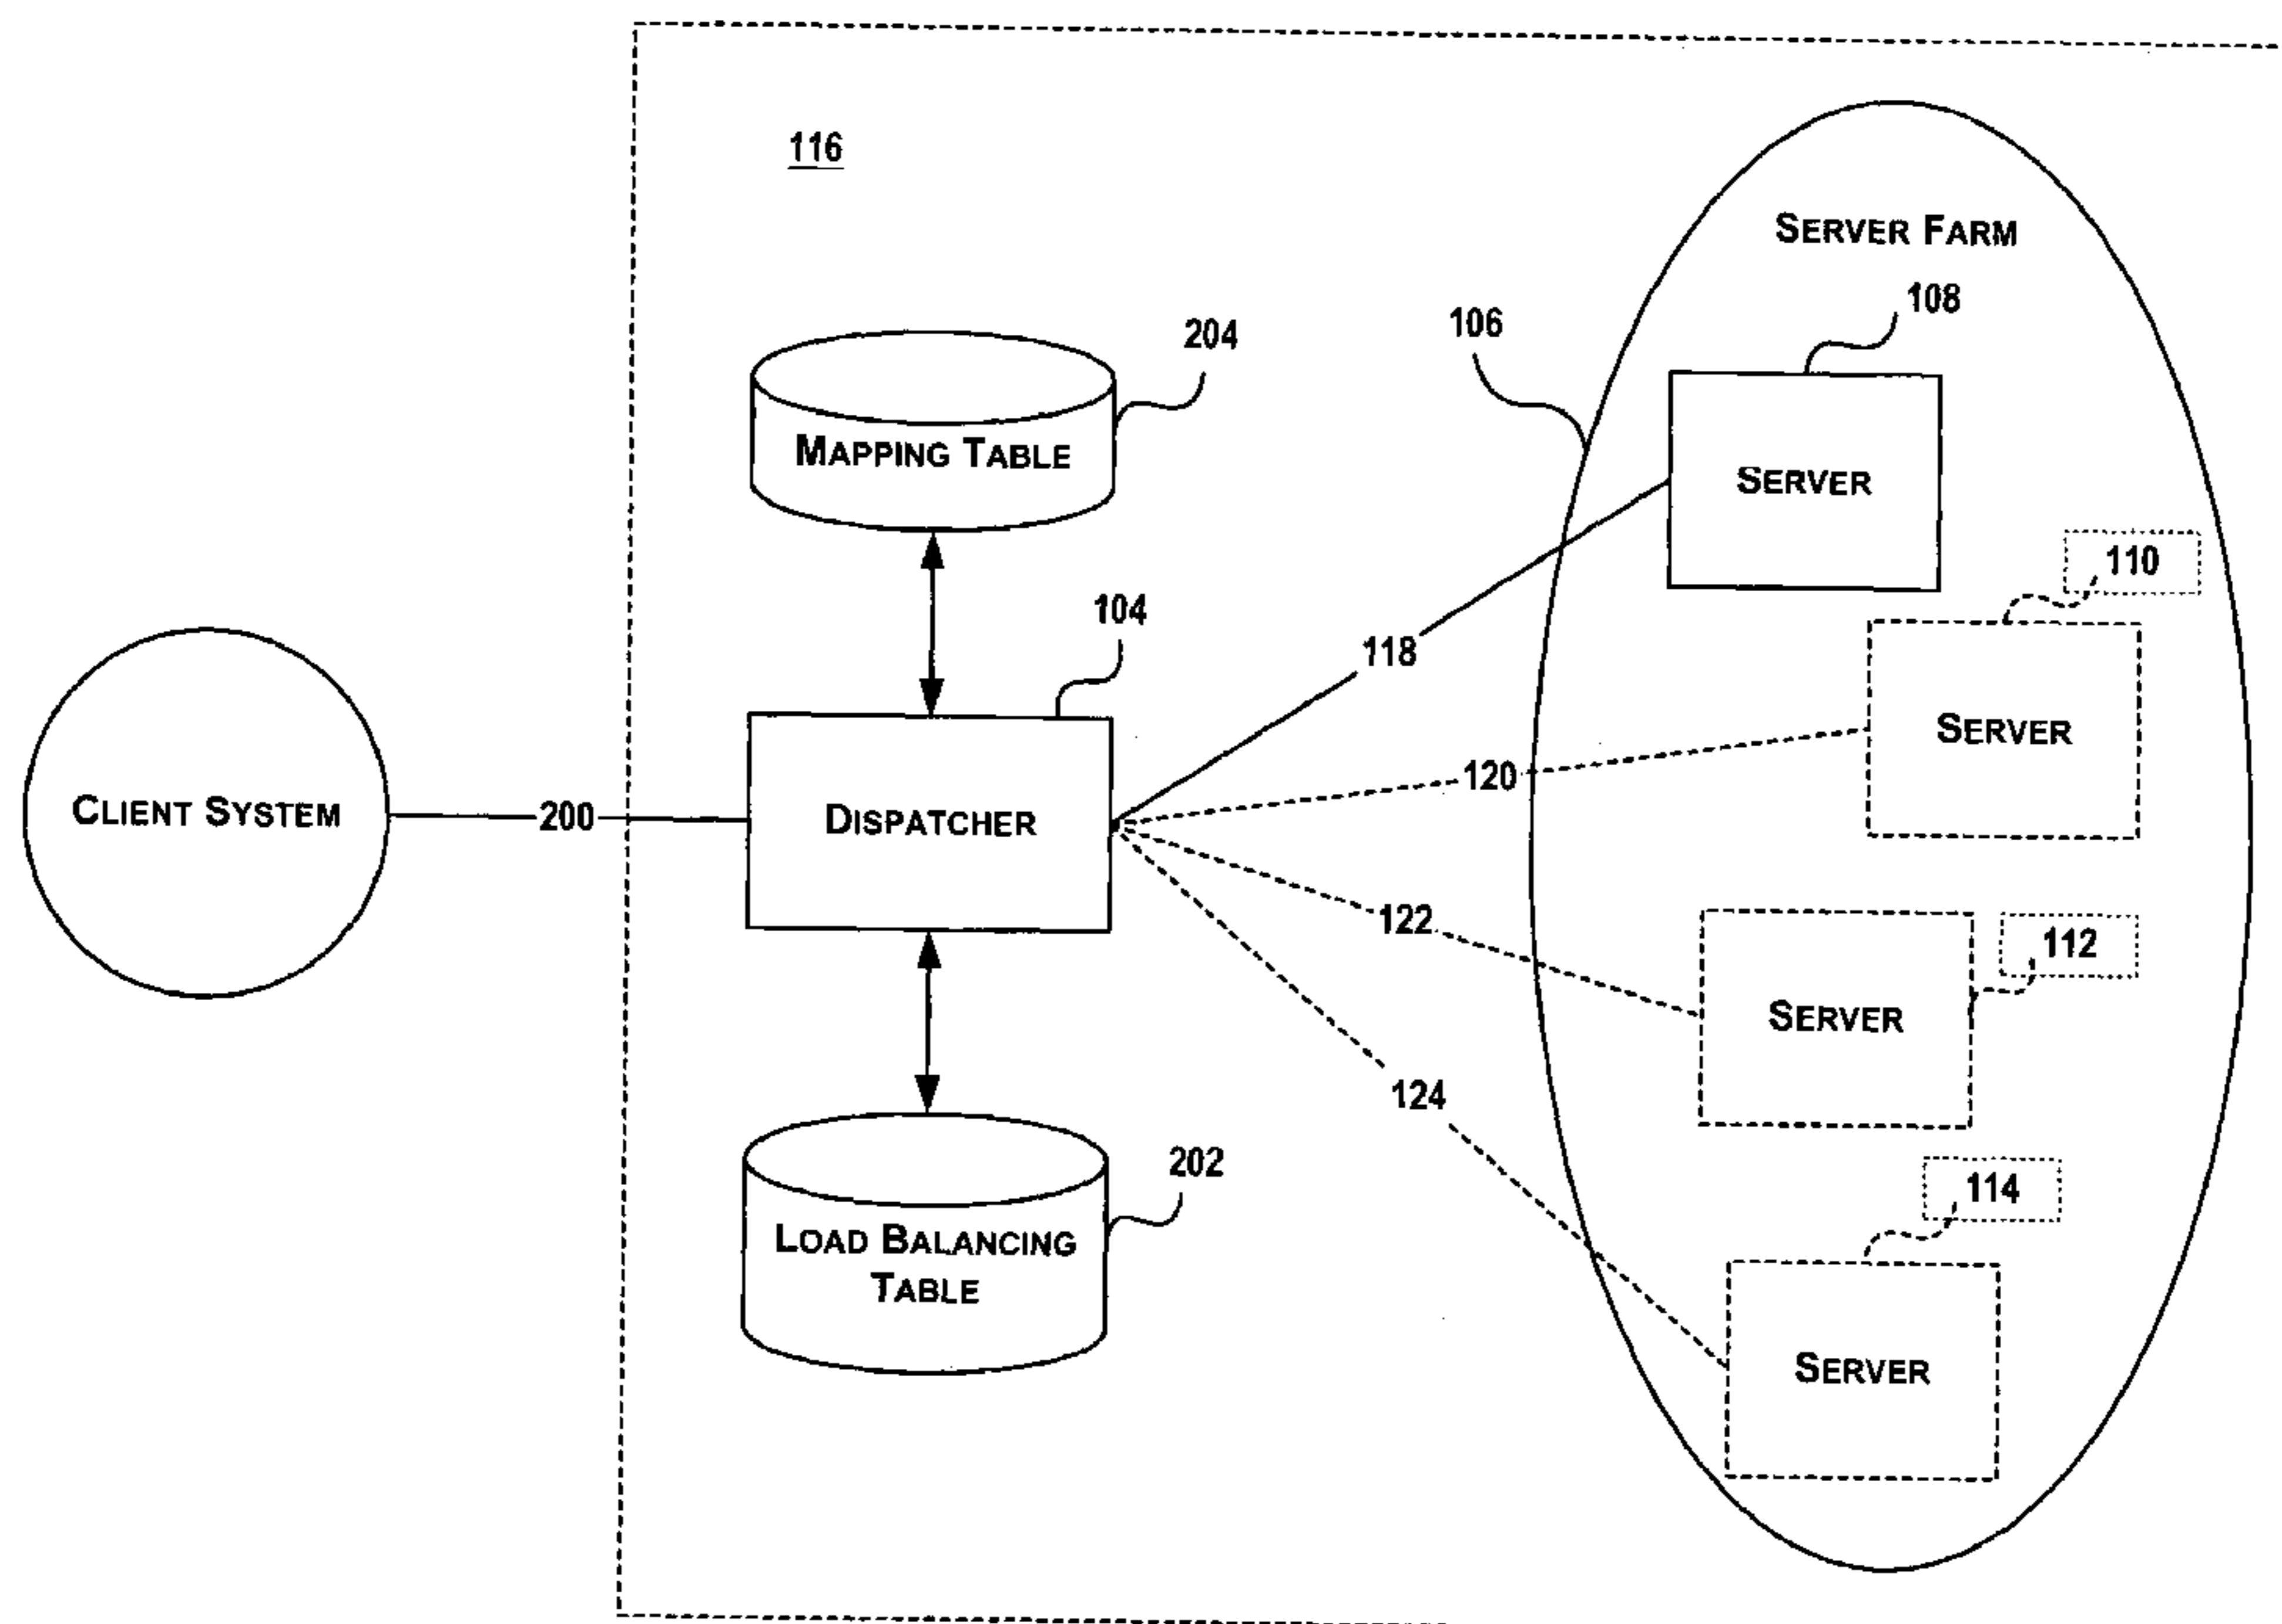 116
SERVER FARM
108
106
204
MAPPING TABLE
SERVER
110
104
118
SERVER
120
CLIENT SYSTEM
200
DISPATCHER
122
112
SERVER
124
202
114
LOAD BALANCING
TABLE
SERVER